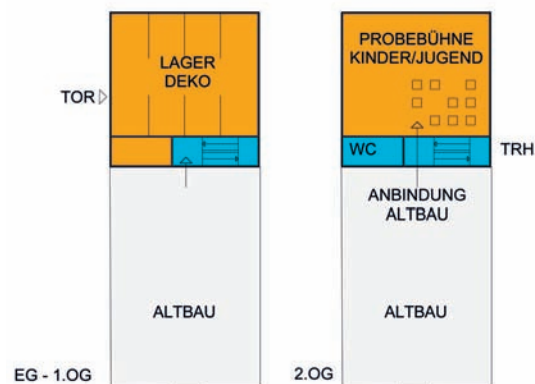 LAGER
DEKO
TOR
ALTBAU
EG - 1.OG
PROBEBÜHNE
KINDER/JUGEND
WC
TRH
ANBINDUNG
ALTBAU
ALTBAU
2.OG